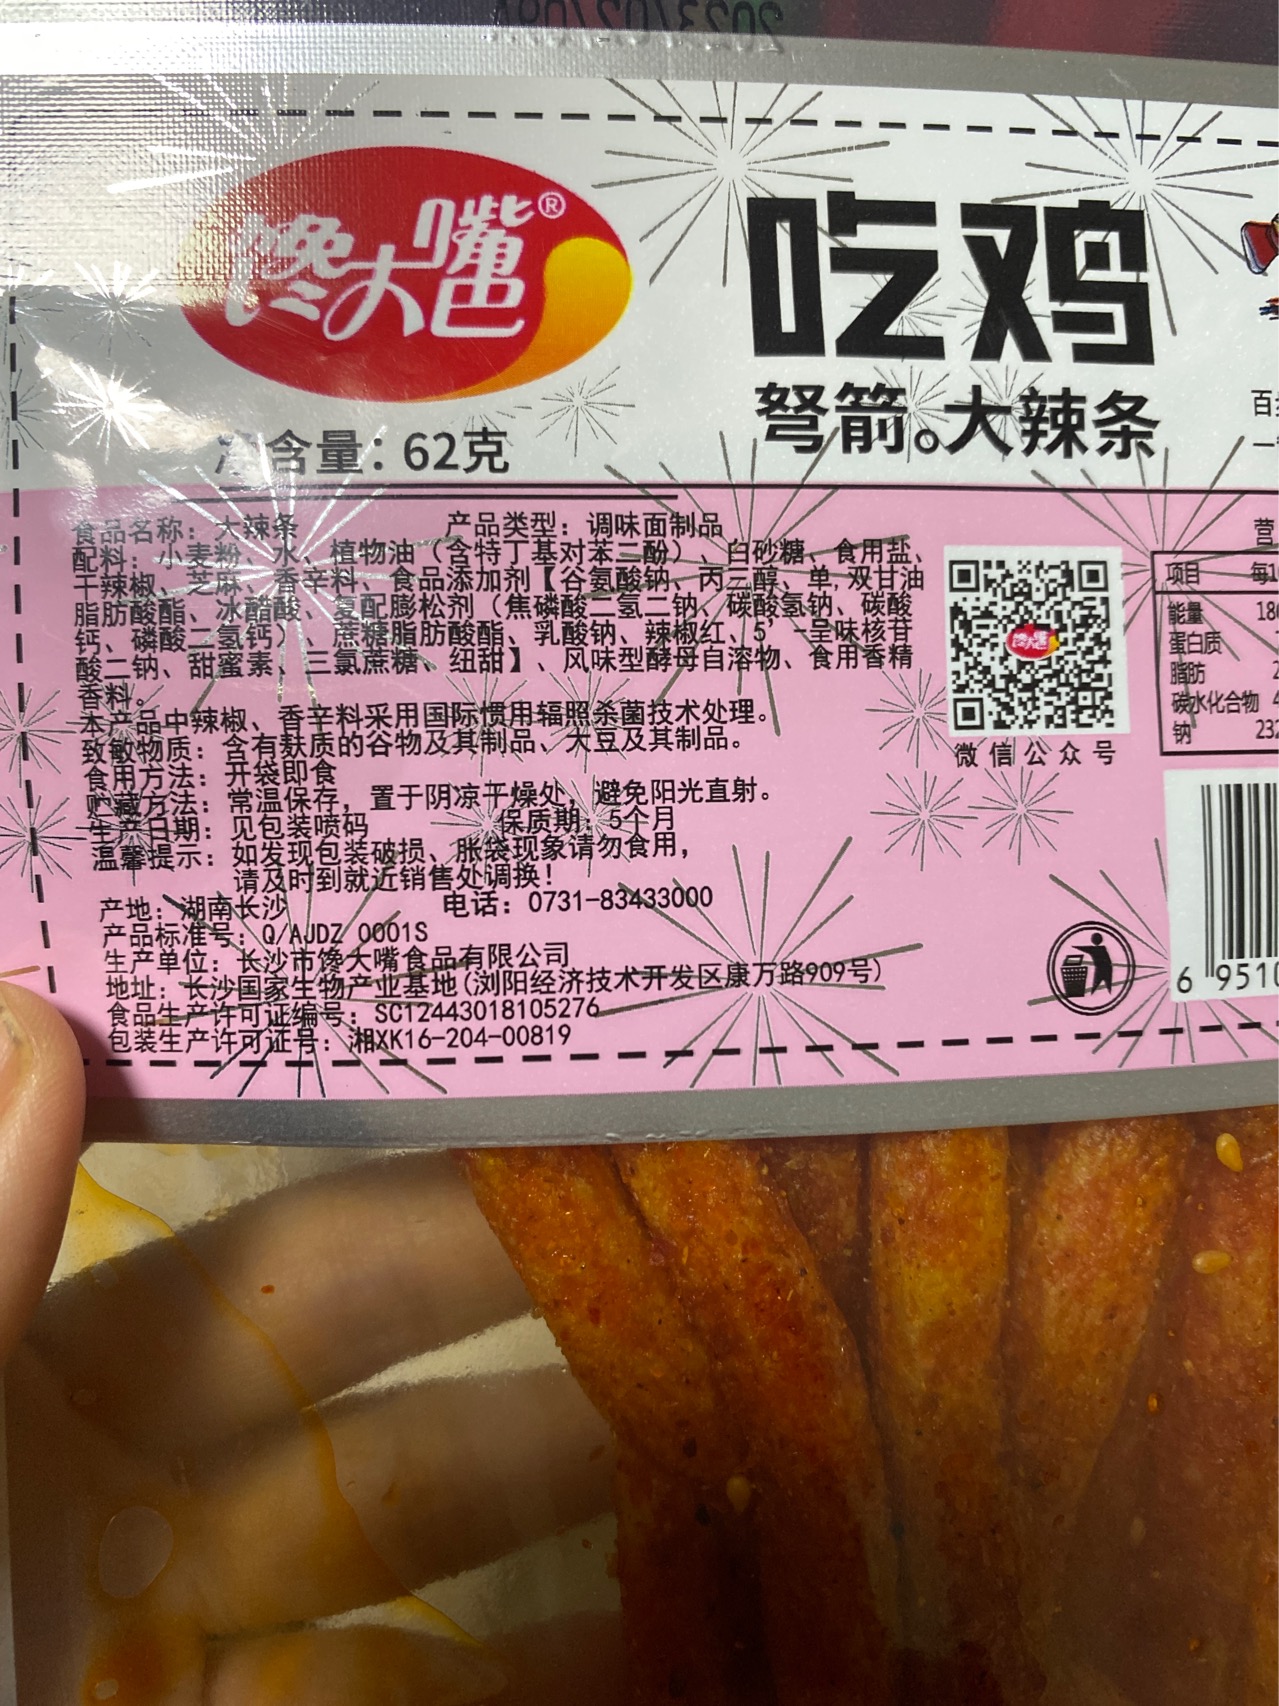 2023/02/09A
馋大嘴巴®
吃鸡
弩箭。大辣条
净含量：62克
食品名称：大辣条 产品类型：调味面制品
配料：小麦粉、水、植物油（含特丁基对苯二酚）、白砂糖、食用盐、
干辣椒、芝麻、香辛料、食品添加剂【谷氨酸钠、丙二醇、单,双甘油
脂肪酸酯、冰醋酸、复配膨松剂（焦磷酸二氢二钠、碳酸氢钠、碳酸
钙、磷酸二氢钙）、蔗糖脂肪酸酯、乳酸钠、辣椒红、5′-呈味核苷
酸二钠、甜蜜素、三氯蔗糖、纽甜】、风味型酵母自溶物、食用香精
香料。
本产品中辣椒、香辛料采用国际惯用辐照杀菌技术处理。
致敏物质：含有麸质的谷物及其制品、大豆及其制品。
食用方法：开袋即食
贮藏方法：常温保存，置于阴凉干燥处，避免阳光直射。
生产日期：见包装喷码 保质期：5个月
温馨提示：如发现包装破损、胀袋现象请勿食用，
请及时到就近销售处调换！
产地：湖南长沙 电话：0731-83433000
产品标准号：Q/AJDZ 0001S
生产单位：长沙市馋大嘴食品有限公司
地址：长沙国家生物产业基地(浏阳经济技术开发区康万路909号)
食品生产许可证编号：SC12443018105276
包装生产许可证号：湘XK16-204-00819
馋大嘴巴
微信公众号
百
一
营
项目 每1
能量 18
蛋白质
脂肪 2
碳水化合物 4
钠 232
6 9510